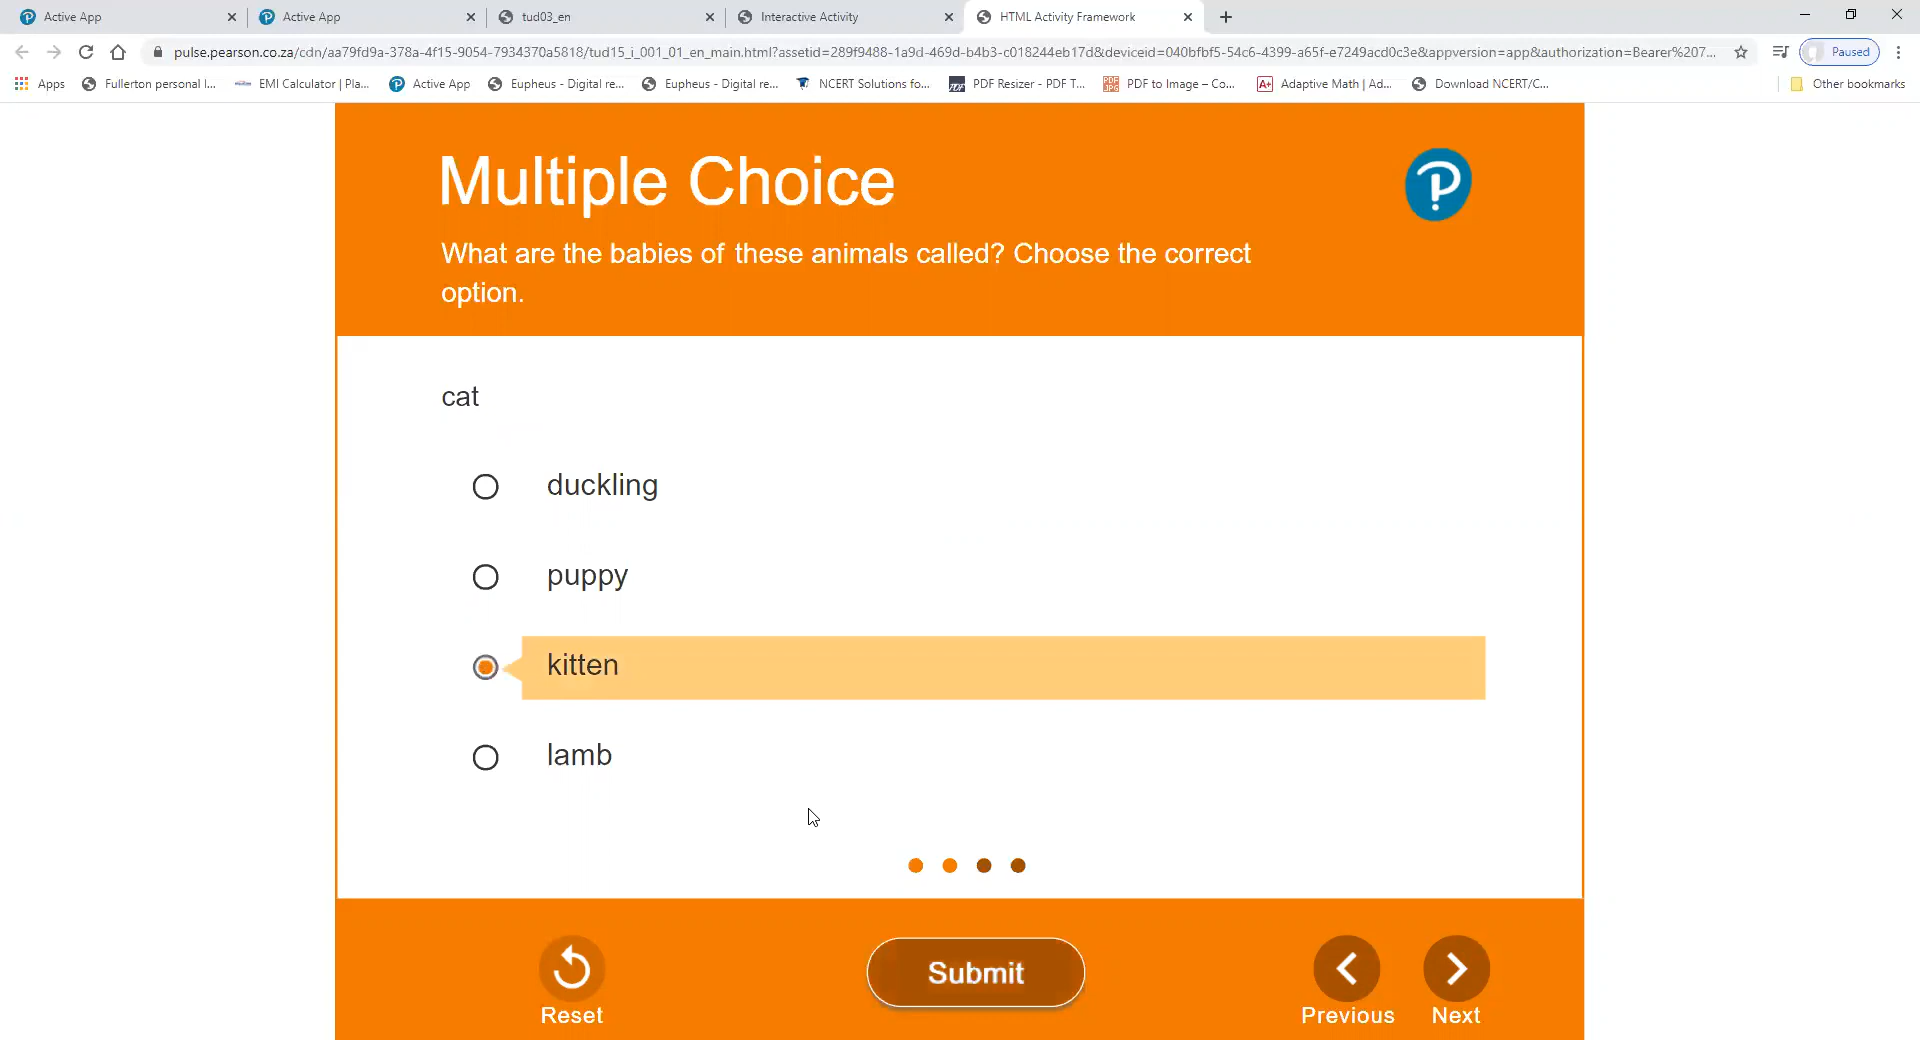 Active App
Active App
tud03_en
Interactive Activity
HTML Activity Framework
pulse.pearson.co.za/cdn/aa79fd9a-378a-4f15-9054-7934370a5818/tud15_i_001_01_en_main.html?assetid=289f9488-1a9d-469d-b4b3-c018244eb17d&deviceid=040bfbf5-54c6-4399-a65f-e7249acd0c3e&appversion=app&authorization=Bearer%207...
Paused
Apps
Fullerton personal l...
EMI Calculator | Pla...
Active App
Eupheus - Digital re...
Eupheus - Digital re...
NCERT Solutions fo...
PDF Resizer - PDF T...
PDF to Image – Co...
Adaptive Math | Ad...
Download NCERT/C...
Other bookmarks
Multiple Choice
What are the babies of these animals called? Choose the correct
option.
cat
duckling
puppy
kitten
lamb
Reset
Submit
Previous
Next